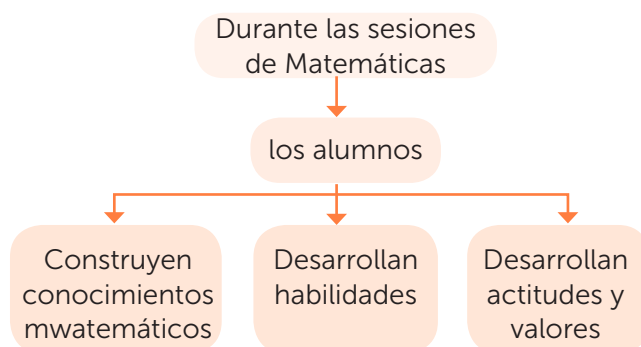 Durante las sesiones
de Matemáticas
los alumnos
Construyen
conocimientos
mwatemáticos
Desarrollan
habilidades
Desarrollan
actitudes y
valores